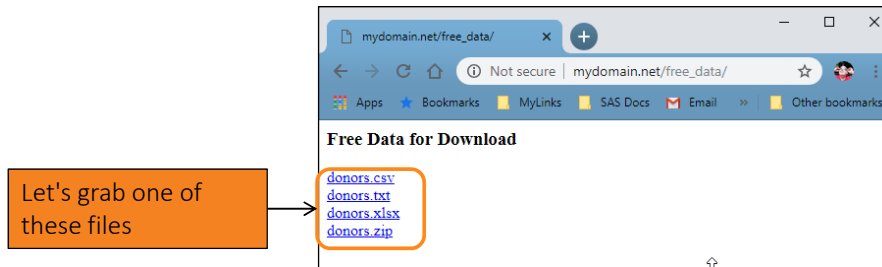 mydomain.net/free_data/
Not secure | mydomain.net/free_data/
Apps Bookmarks MyLinks SAS Docs Email » Other bookmarks
Free Data for Download
donors.csv
donors.txt
donors.xlsx
donors.zip
Let's grab one of
these files